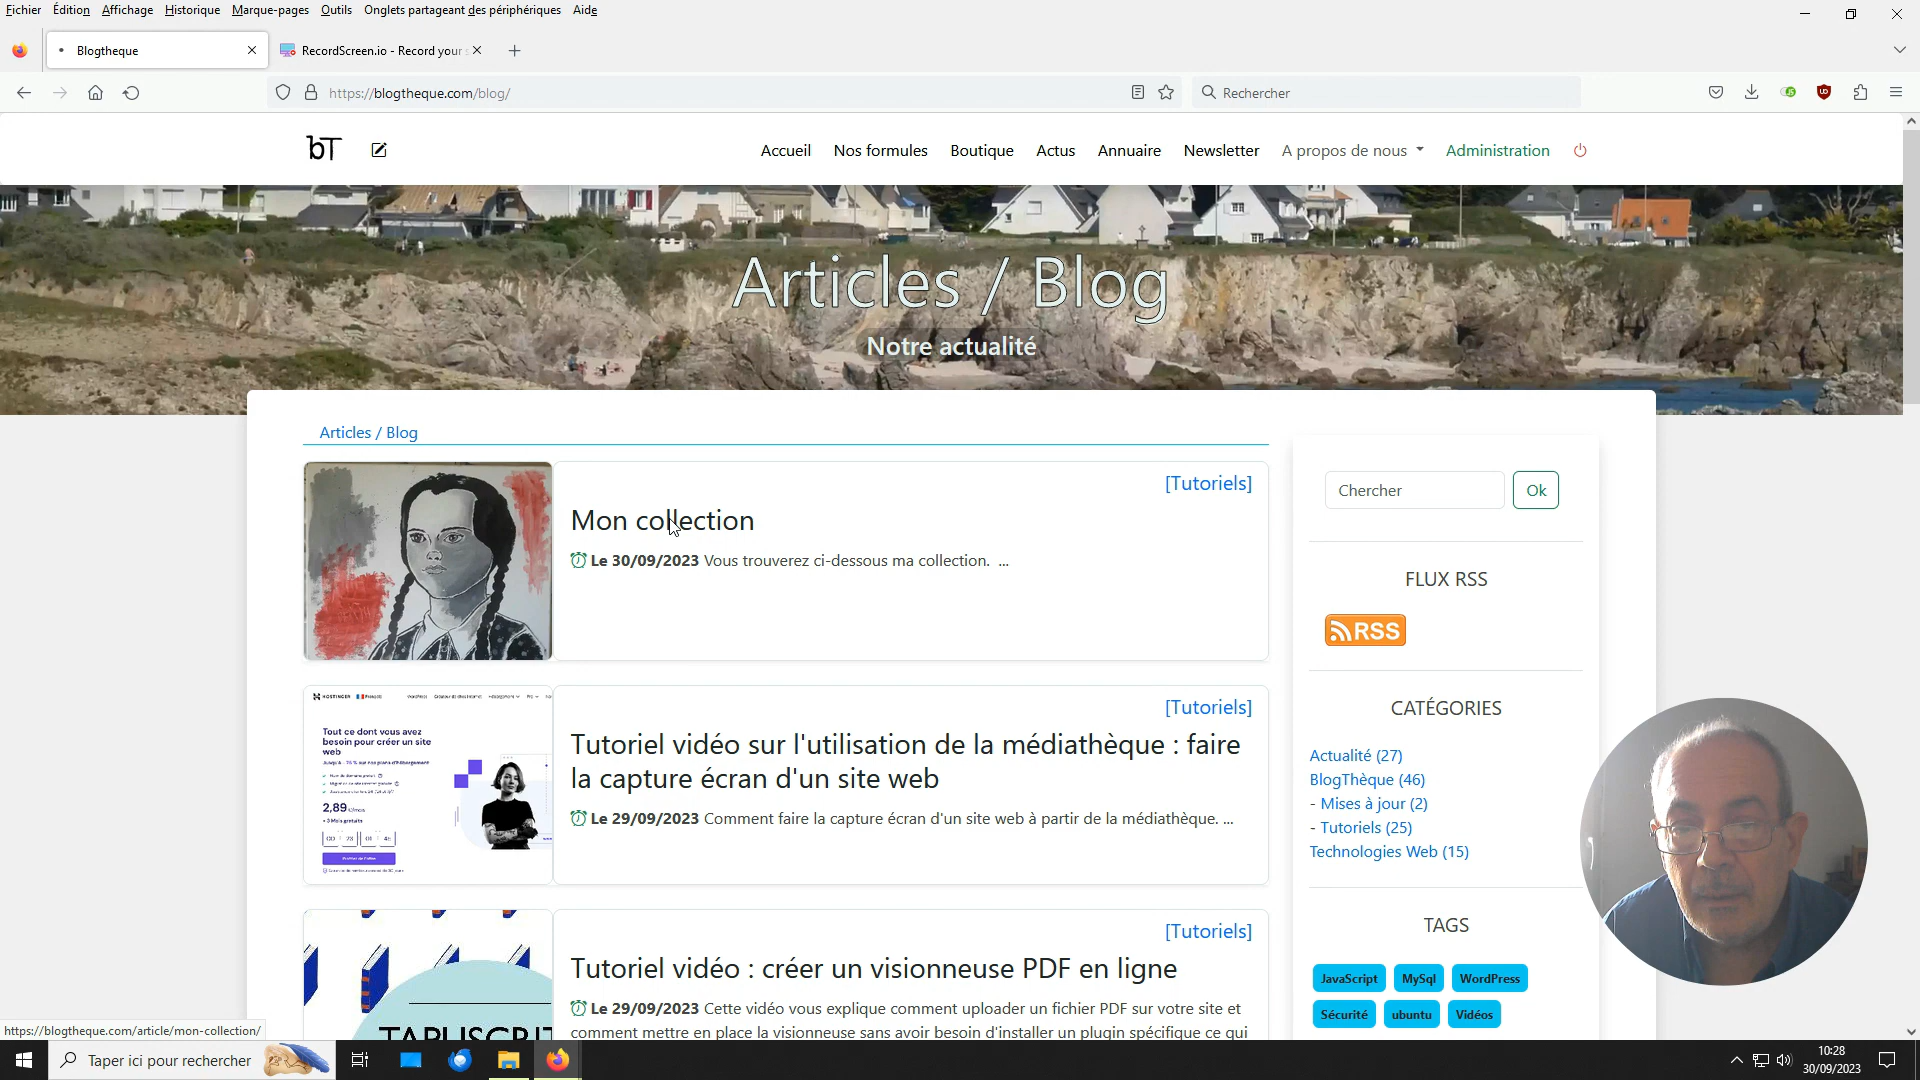 Fichier Édition Affichage Historique Marque-pages Outils Onglets partageant des périphériques Aide
Blogtheque
RecordScreen.io - Record your
https://blogtheque.com/blog/
Rechercher
bT
Accueil Nos formules Boutique Actus Annuaire Newsletter A propos de nous Administration
Articles / Blog
Notre actualité
Articles / Blog
[Tutoriels]
Mon collection
Le 30/09/2023 Vous trouverez ci-dessous ma collection. ...
HOSTINGER
Tout ce dont vous avez
besoin pour créer un site
web
2,89
[Tutoriels]
Tutoriel vidéo sur l'utilisation de la médiathèque : faire
la capture écran d'un site web
Le 29/09/2023 Comment faire la capture écran d'un site web à partir de la médiathèque. ...
TAPUSCRIT
[Tutoriels]
Tutoriel vidéo : créer un visionneuse PDF en ligne
Le 29/09/2023 Cette vidéo vous explique comment uploader un fichier PDF sur votre site et
comment mettre en place la visionneuse sans avoir besoin d'installer un plugin spécifique ce qui
Chercher
Ok
FLUX RSS
RSS
CATÉGORIES
Actualité (27)
BlogThèque (46)
- Mises à jour (2)
- Tutoriels (25)
Technologies Web (15)
TAGS
JavaScript MySql WordPress
Sécurité ubuntu Vidéos
https://blogtheque.com/article/mon-collection/
Taper ici pour rechercher
10:28
30/09/2023